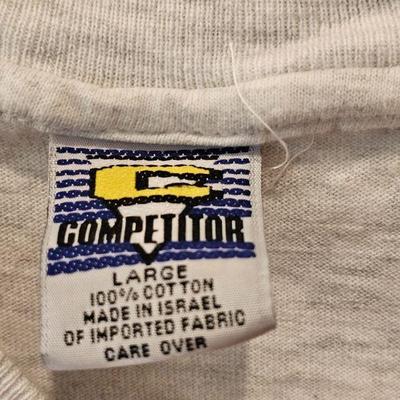 C
COMPETITOR
LARGE
100% COTTON
MADE IN ISRAEL
OF IMPORTED FABRIC
CARE OVER